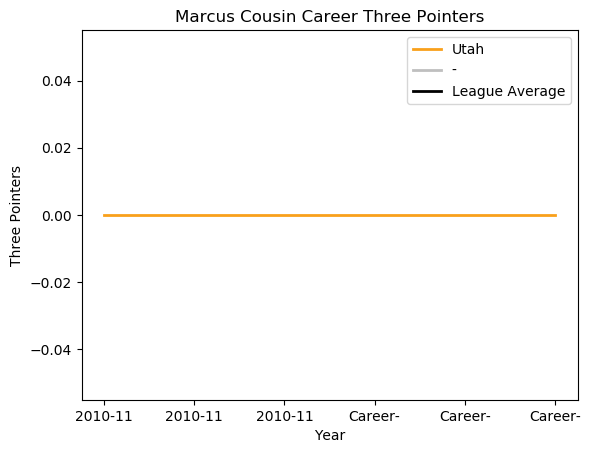 Marcus Cousin Career Three Pointers
Utah
-
League Average
Three Pointers
0.04
0.02
0.00
−0.02
−0.04
2010-11 2010-11 2010-11 Career- Career- Career-
Year